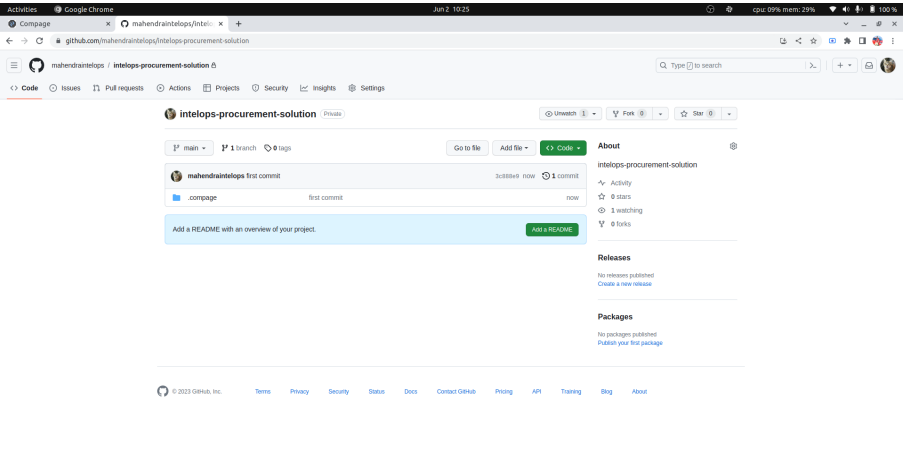 Activities Google Chrome Jun 2 10:25 cpu: 09% mem: 29% 100 %
Compage mahendraintelops/intelo
github.com/mahendraintelops/intelops-procurement-solution
mahendraintelops / intelops-procurement-solution Type / to search
Code Issues Pull requests Actions Projects Security Insights Settings
intelops-procurement-solution Private Unwatch 1 Fork 0 Star 0
main 1 branch 0 tags Go to file Add file Code
mahendraintelops first commit now 1 commit
.compage first commit now
Add a README with an overview of your project. Add a README
About
intelops-procurement-solution
Activity
0 stars
1 watching
0 forks
Releases
No releases published
Create a new release
Packages
No packages published
Publish your first package
© 2023 GitHub, Inc. Terms Privacy Security Status Docs Contact GitHub Pricing API Training Blog About